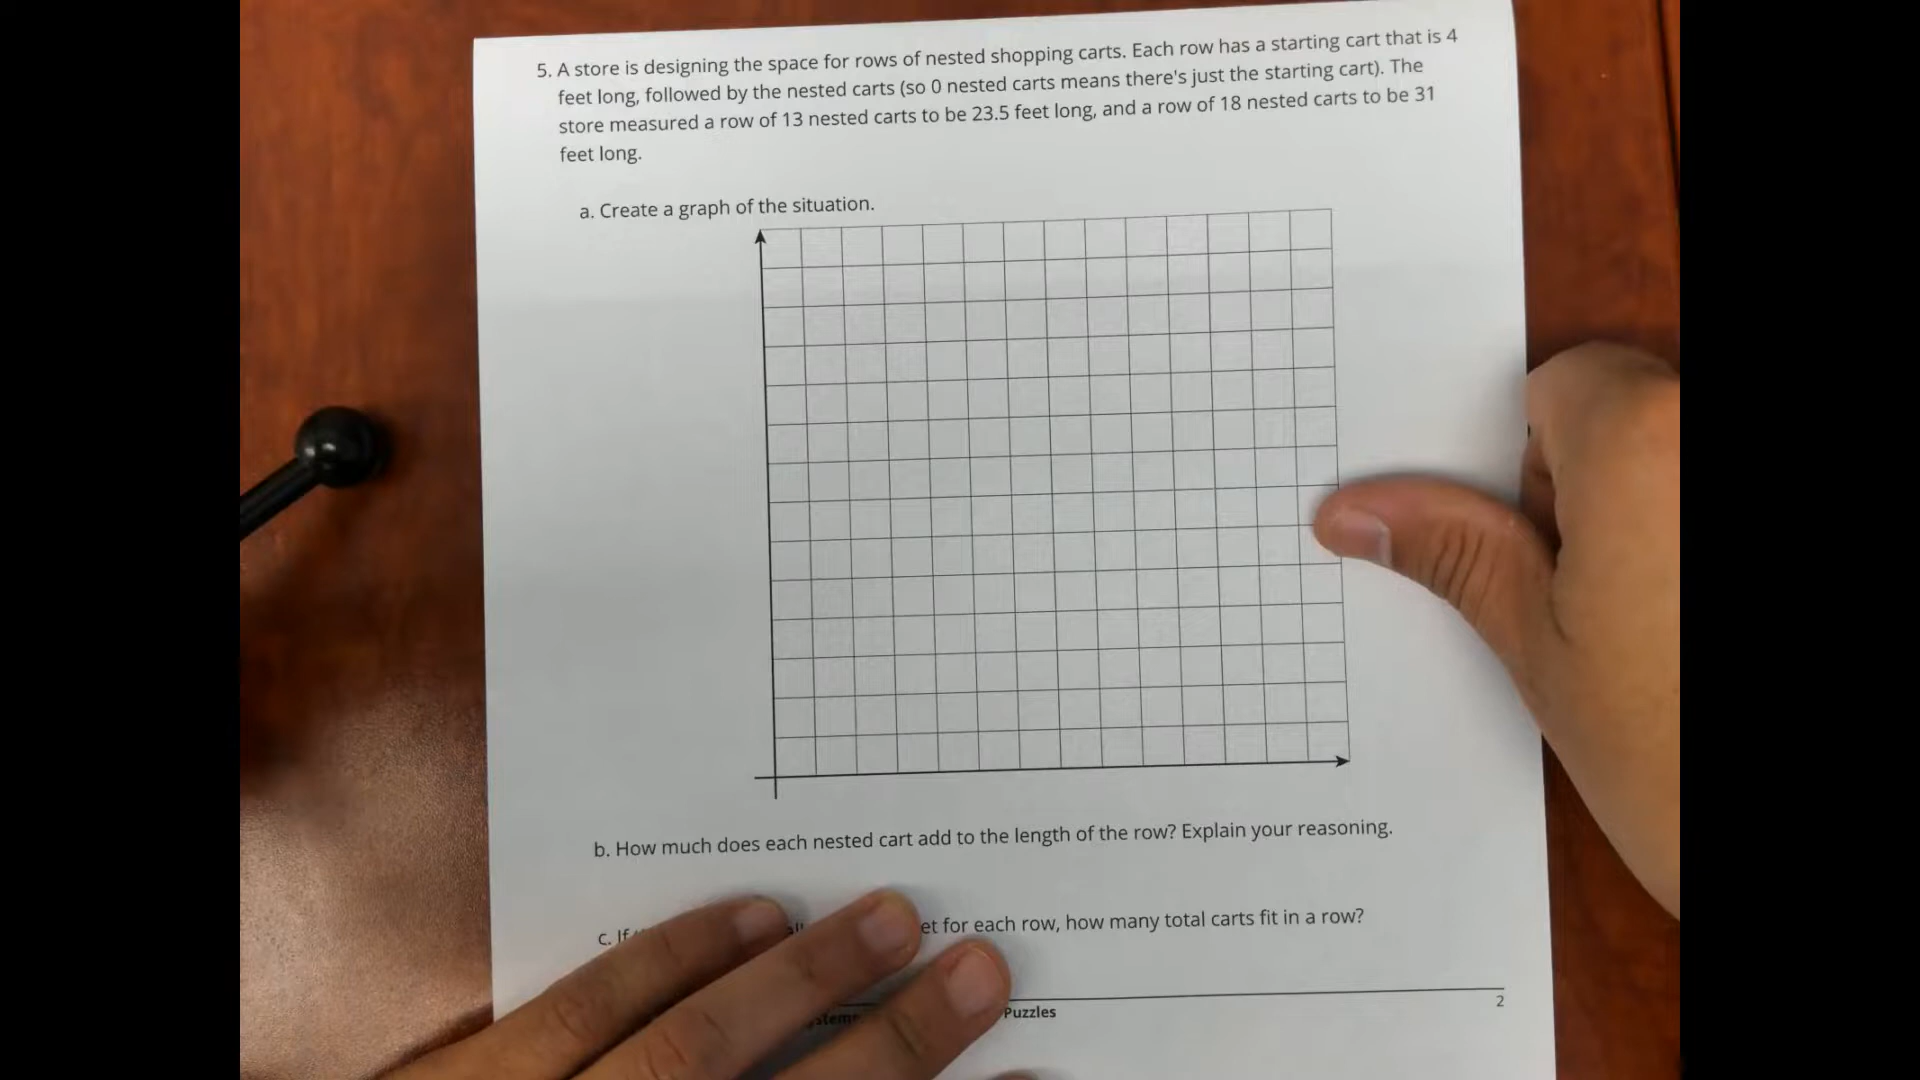 5. A store is designing the space for rows of nested shopping carts. Each row has a starting cart that is 4
feet long, followed by the nested carts (so 0 nested carts means there's just the starting cart). The
store measured a row of 13 nested carts to be 23.5 feet long, and a row of 18 nested carts to be 31
feet long.
a. Create a graph of the situation.
b. How much does each nested cart add to the length of the row? Explain your reasoning.
c. If for each row, how many total carts fit in a row?
Puzzles
2